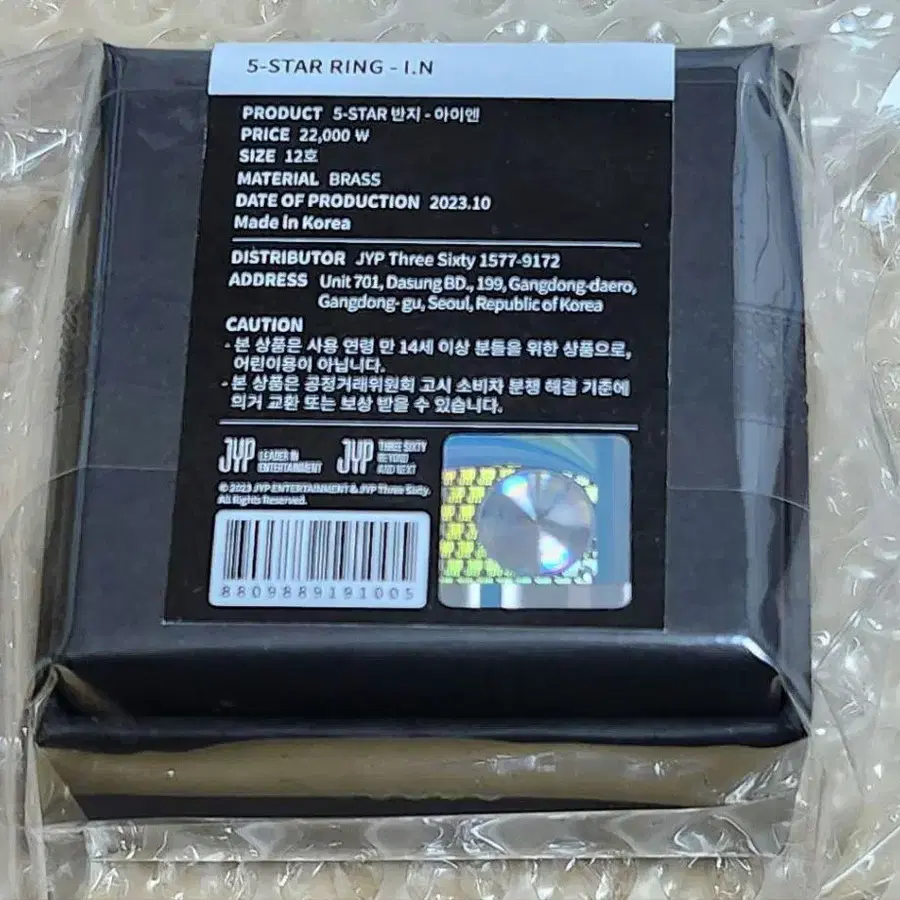 5-STAR RING - I.N
PRODUCT 5-STAR 반지 - 아이엔
PRICE 22,000 ₩
SIZE 12호
MATERIAL BRASS
DATE OF PRODUCTION 2023.10
Made in Korea
DISTRIBUTOR JYP Three Sixty 1577-9172
ADDRESS Unit 701, Dasung BD., 199, Gangdong-daero,
Gangdong-gu, Seoul, Republic of Korea
CAUTION
- 본 상품은 사용 연령 만 14세 이상 분들을 위한 상품으로,
어린이용이 아닙니다.
- 본 상품은 공정거래위원회 고시 소비자 분쟁 해결 기준에
의거 교환 또는 보상 받을 수 있습니다.
JYP LEADER IN ENTERTAINMENT
JYP THREE SIXTY BEYOND AND NEXT
© 2023 JYP ENTERTAINMENT & JYP Three Sixty.
All Rights Reserved.
8809889191005